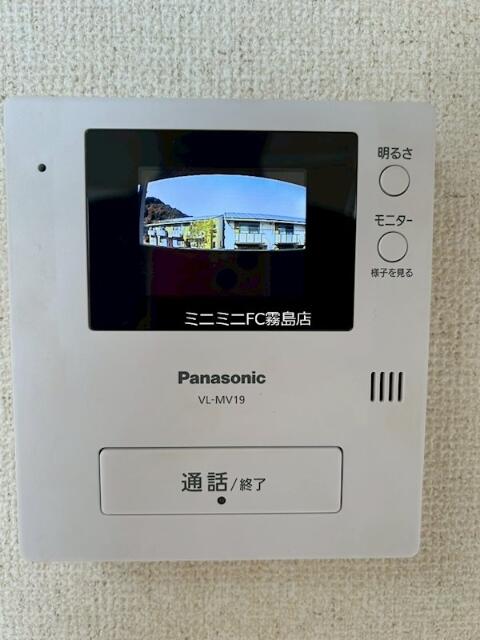 明るさ
モニター
様子を見る
ミニミニFC霧島店
Panasonic
VL-MV19
通話/終了